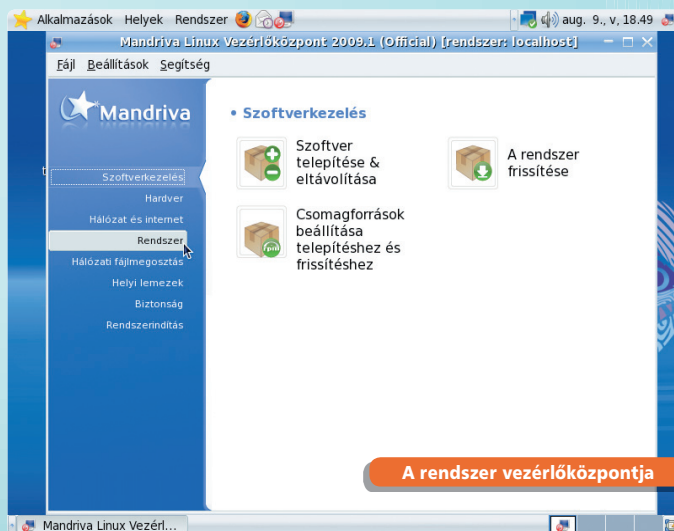 Alkalmazások Helyek Rendszer aug. 9., v, 18.49
Mandriva Linux Vezérlőközpont 2009.1 (Official) [rendszer: localhost]
Fájl Beállítások Segítség
Mandriva
• Szoftverkezelés
Szoftver
telepítése &
eltávolítása
A rendszer
frissítése
Csomagforrások
beállítása
telepítéshez és
frissítéshez
rpm
Szoftverkezelés
Hardver
Hálózat és internet
Rendszer
Hálózati fájlmegosztás
Helyi lemezek
Biztonság
Rendszerindítás
A rendszer vezérlőközpontja
Mandriva Linux Vezérl...